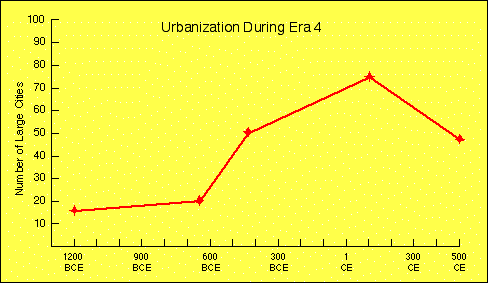 Urbanization During Era 4
100
90
80
70
60
50
40
30
20
10
Number of Large Cities
1200 900 600 300 1 300 500
BCE BCE BCE BCE CE CE CE